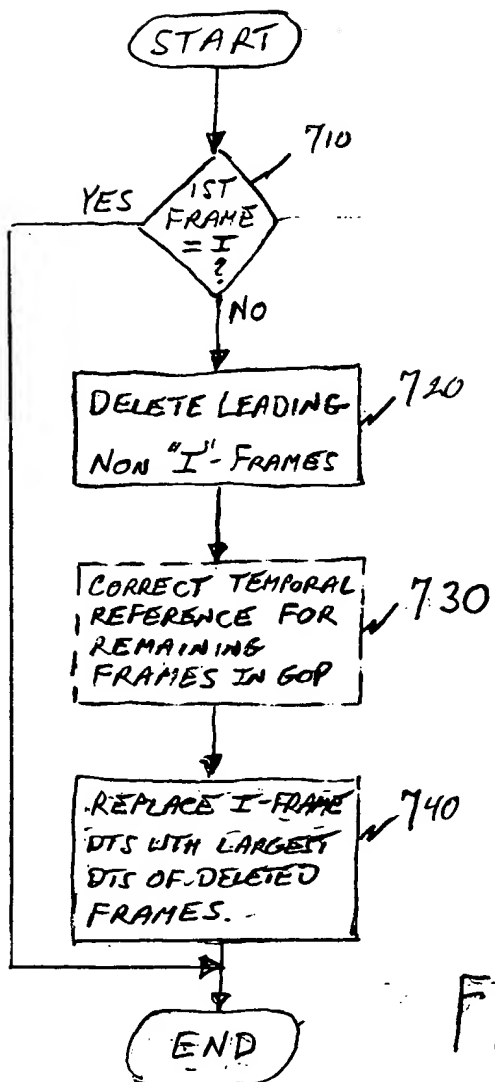 START
710
YES
1ST
FRAME
= I
?
NO
720
DELETE LEADING
NON "I"-FRAMES
730
CORRECT TEMPORAL
REFERENCE FOR
REMAINING
FRAMES IN GOP
740
REPLACE I-FRAME
DTS WTH LARGEST
DTS OF DELETED
FRAMES.
END
F